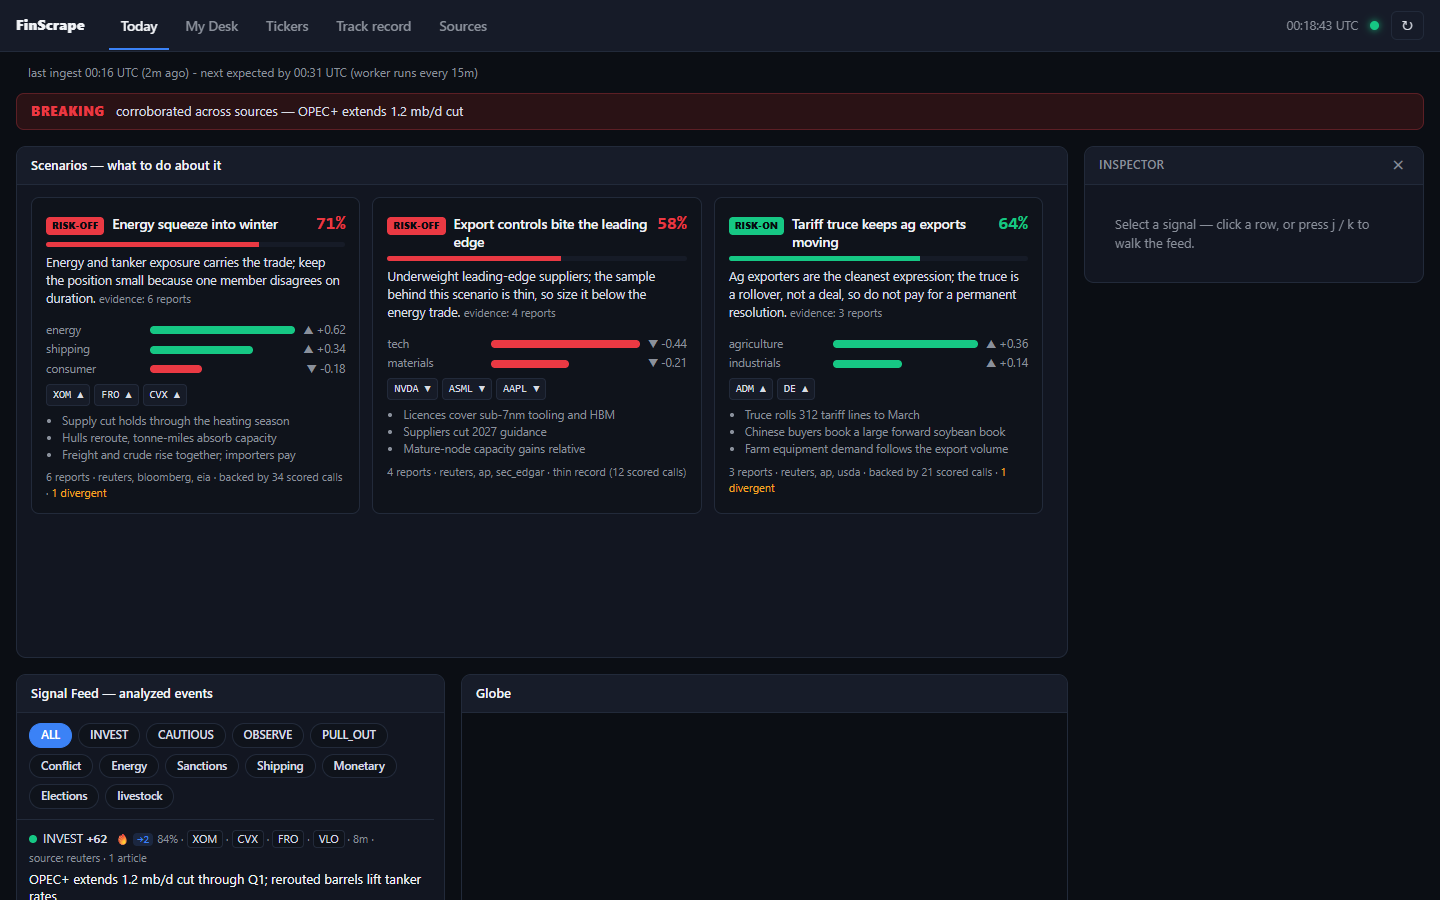 FinScrape
Today
My Desk
Tickers
Track record
Sources
00:18:43 UTC
↻
last ingest 00:16 UTC (2m ago) - next expected by 00:31 UTC (worker runs every 15m)
BREAKING corroborated across sources — OPEC+ extends 1.2 mb/d cut
Scenarios — what to do about it
RISK-OFF Energy squeeze into winter 71%
Energy and tanker exposure carries the trade; keep
the position small because one member disagrees on
duration. evidence: 6 reports
energy ▲ +0.62
shipping ▲ +0.34
consumer ▼ -0.18
XOM ▲ FRO ▲ CVX ▲
• Supply cut holds through the heating season
• Hulls reroute, tonne-miles absorb capacity
• Freight and crude rise together; importers pay
6 reports · reuters, bloomberg, eia · backed by 34 scored calls
· 1 divergent
RISK-OFF Export controls bite the leading 58%
edge
Underweight leading-edge suppliers; the sample
behind this scenario is thin, so size it below the
energy trade. evidence: 4 reports
tech ▼ -0.44
materials ▼ -0.21
NVDA ▼ ASML ▼ AAPL ▼
• Licences cover sub-7nm tooling and HBM
• Suppliers cut 2027 guidance
• Mature-node capacity gains relative
4 reports · reuters, ap, sec_edgar · thin record (12 scored calls)
RISK-ON Tariff truce keeps ag exports 64%
moving
Ag exporters are the cleanest expression; the truce is
a rollover, not a deal, so do not pay for a permanent
resolution. evidence: 3 reports
agriculture ▲ +0.36
industrials ▲ +0.14
ADM ▲ DE ▲
• Truce rolls 312 tariff lines to March
• Chinese buyers book a large forward soybean book
• Farm equipment demand follows the export volume
3 reports · reuters, ap, usda · backed by 21 scored calls · 1
divergent
INSPECTOR ✕
Select a signal — click a row, or press j / k to
walk the feed.
Signal Feed — analyzed events
ALL INVEST CAUTIOUS OBSERVE PULL_OUT
Conflict Energy Sanctions Shipping Monetary
Elections livestock
INVEST +62 🔥 →2 84% · XOM · CVX · FRO · VLO · 8m ·
source: reuters · 1 article
OPEC+ extends 1.2 mb/d cut through Q1; rerouted barrels lift tanker
rates
Globe